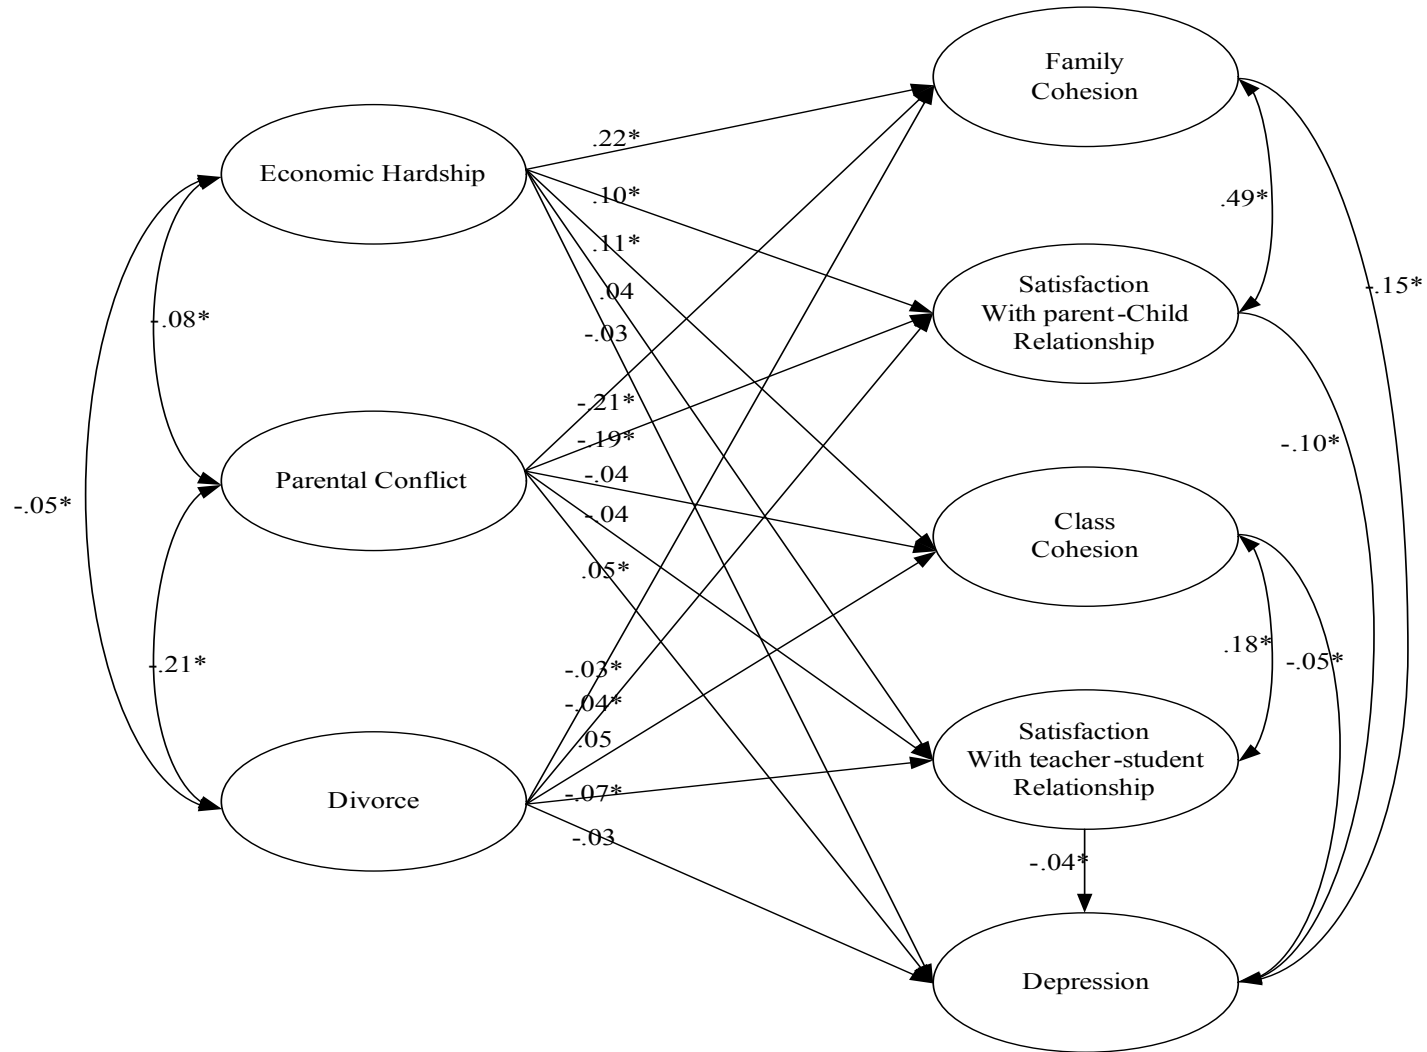 Family
Cohesion
Economic Hardship
.22*
.10*
.11*
.04
-.03
.49*
Satisfaction
With parent-Child
Relationship
-.15*
-.08*
-.21*
-.19*
-.04
-.04
.05*
-.10*
Parental Conflict
-.05*
Class
Cohesion
-.21*
-.03*
-.04*
.05
-.07*
-.03
.18*
-.05*
Satisfaction
With teacher-student
Relationship
Divorce
-.04*
Depression